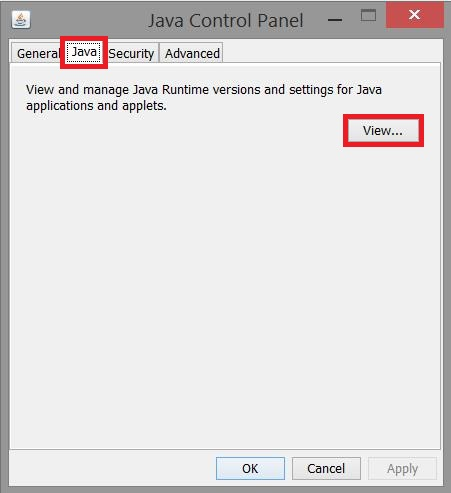 Java Control Panel
General Java Security Advanced
View and manage Java Runtime versions and settings for Java
applications and applets.
View...
OK Cancel Apply